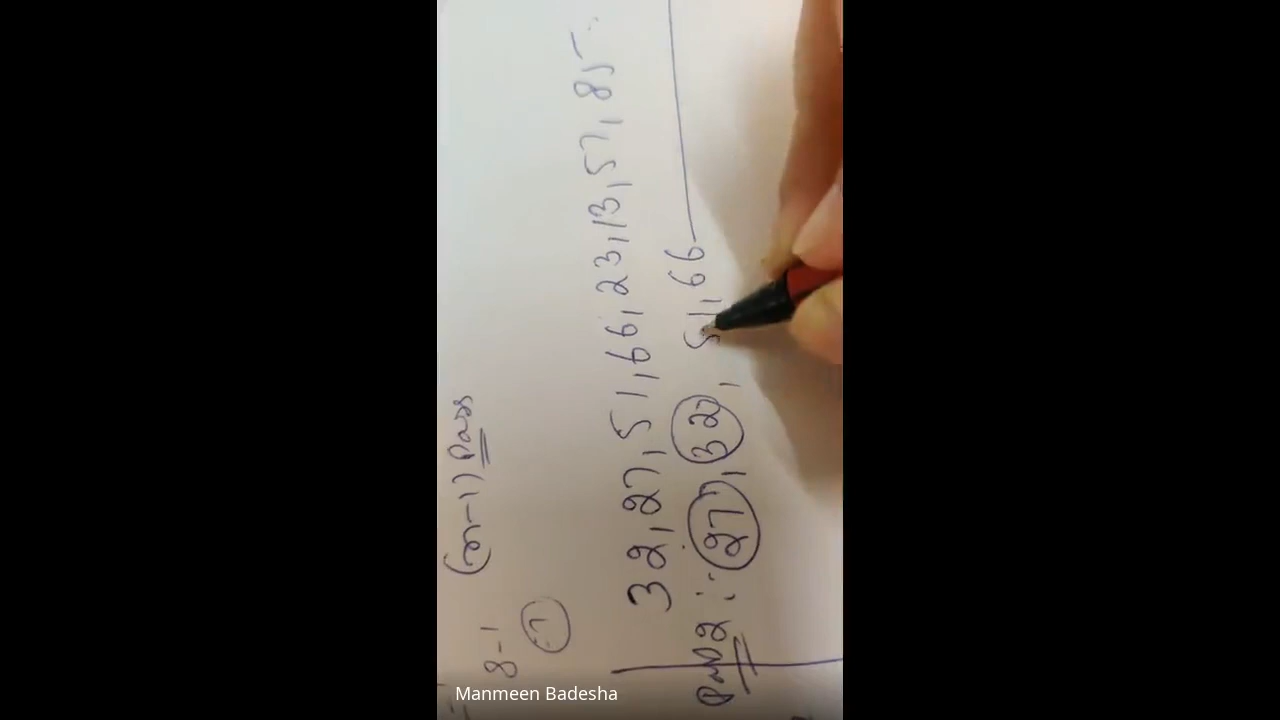 (n-1) Pass
8-1
7
32, 27, 51, 66, 23, 13, 57, 85
Pass 2 :- 27, 32, 51, 66
Manmeen Badesha